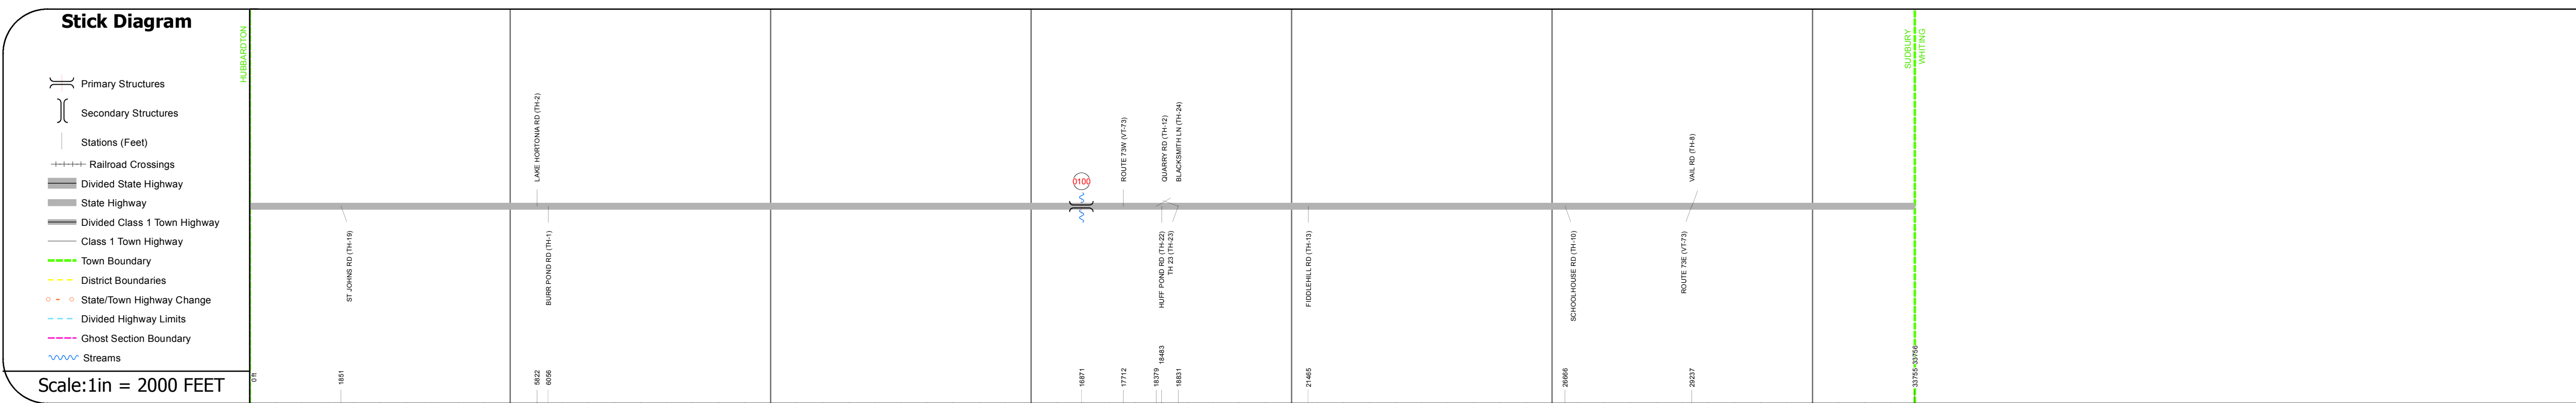 Stick Diagram
Primary Structures
Secondary Structures
Stations (Feet)
Railroad Crossings
Divided State Highway
State Highway
Divided Class 1 Town Highway
Class 1 Town Highway
Town Boundary
District Boundaries
State/Town Highway Change
Divided Highway Limits
Ghost Section Boundary
Streams
Scale:1in = 2000 FEET
HUBBARDTON
SUDBURY
WHITING
LAKE HORTONIA RD (TH-2)
0100
ROUTE 73W (VT-73)
QUARRY RD (TH-12)
BLACKSMITH LN (TH-24)
VAIL RD (TH-8)
ST JOHNS RD (TH-19)
BURR POND RD (TH-1)
HUFF POND RD (TH-22)
TH 23 (TH-23)
FIDDLEHILL RD (TH-13)
SCHOOLHOUSE RD (TH-10)
ROUTE 73E (VT-73)
0 ft
1851
5822
6056
16871
17712
18379
18483
18831
21465
26666
29237
33755
33756